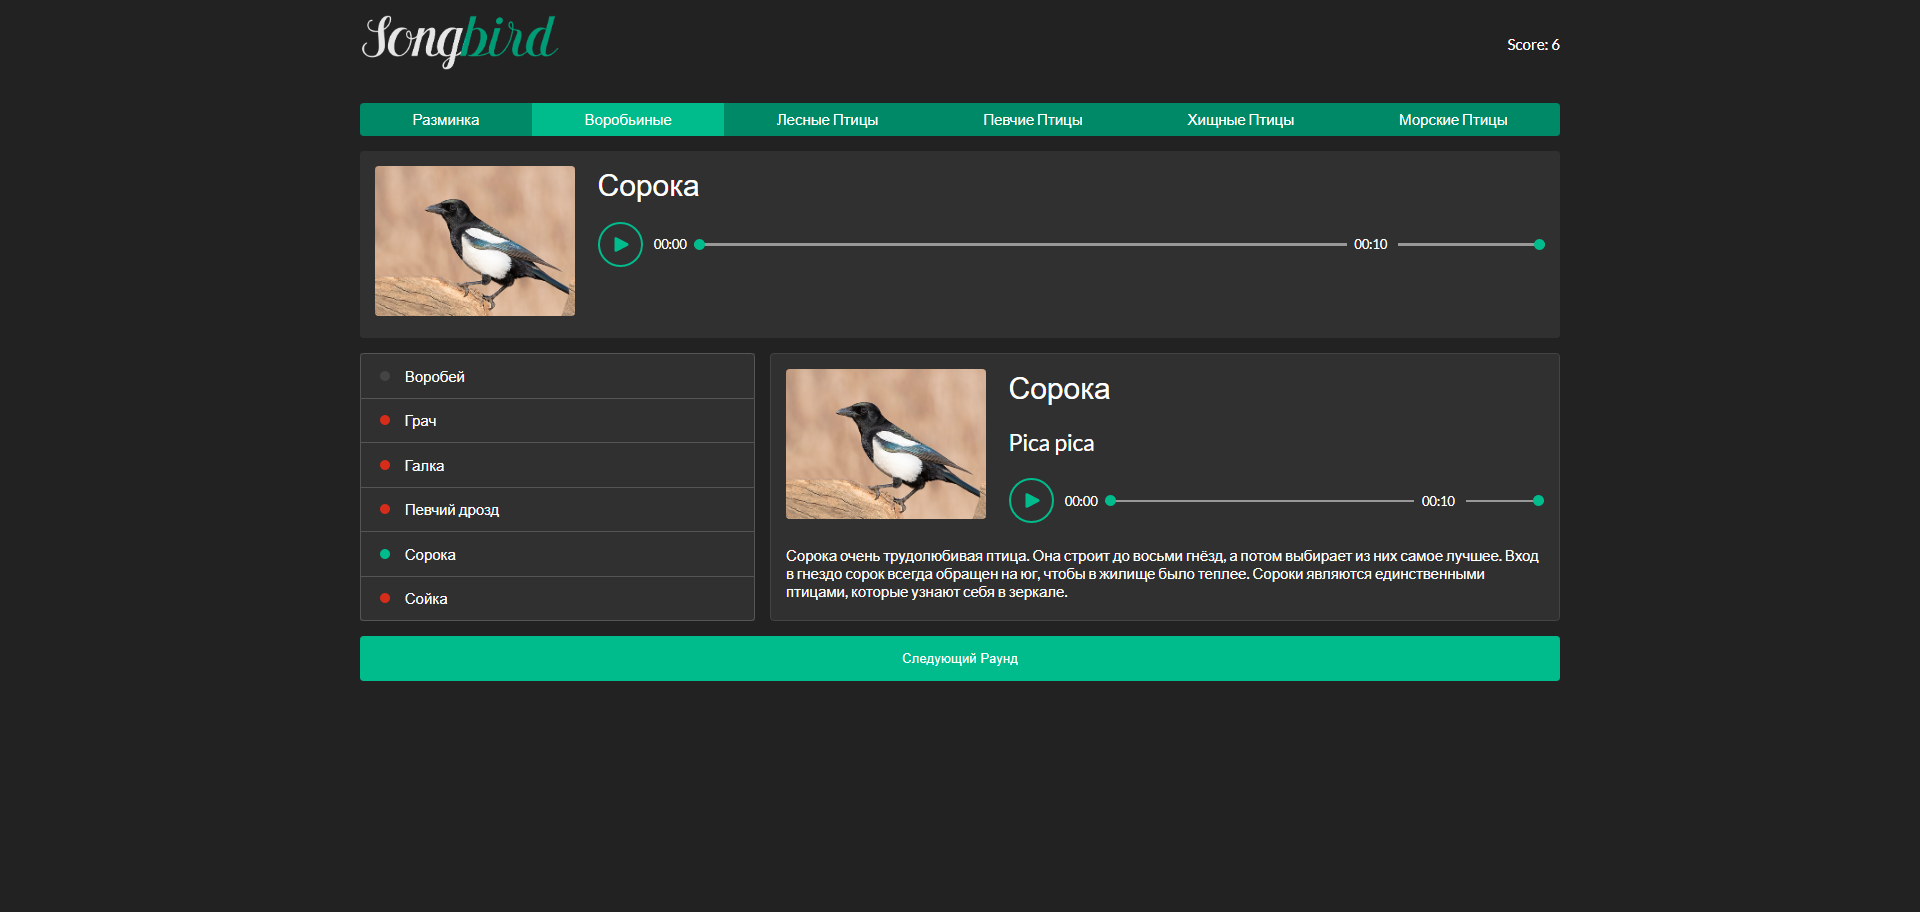 Songbird
Score: 6
Разминка
Воробьиные
Лесные Птицы
Певчие Птицы
Хищные Птицы
Морские Птицы
Сорока
00:00
00:10
Воробей
Грач
Галка
Певчий дрозд
Сорока
Сойка
Сорока
Pica pica
00:00
00:10
Сорока очень трудолюбивая птица. Она строит до восьми гнёзд, а потом выбирает из них самое лучшее. Вход
в гнездо сорок всегда обращен на юг, чтобы в жилище было теплее. Сороки являются единственными
птицами, которые узнают себя в зеркале.
Следующий Раунд